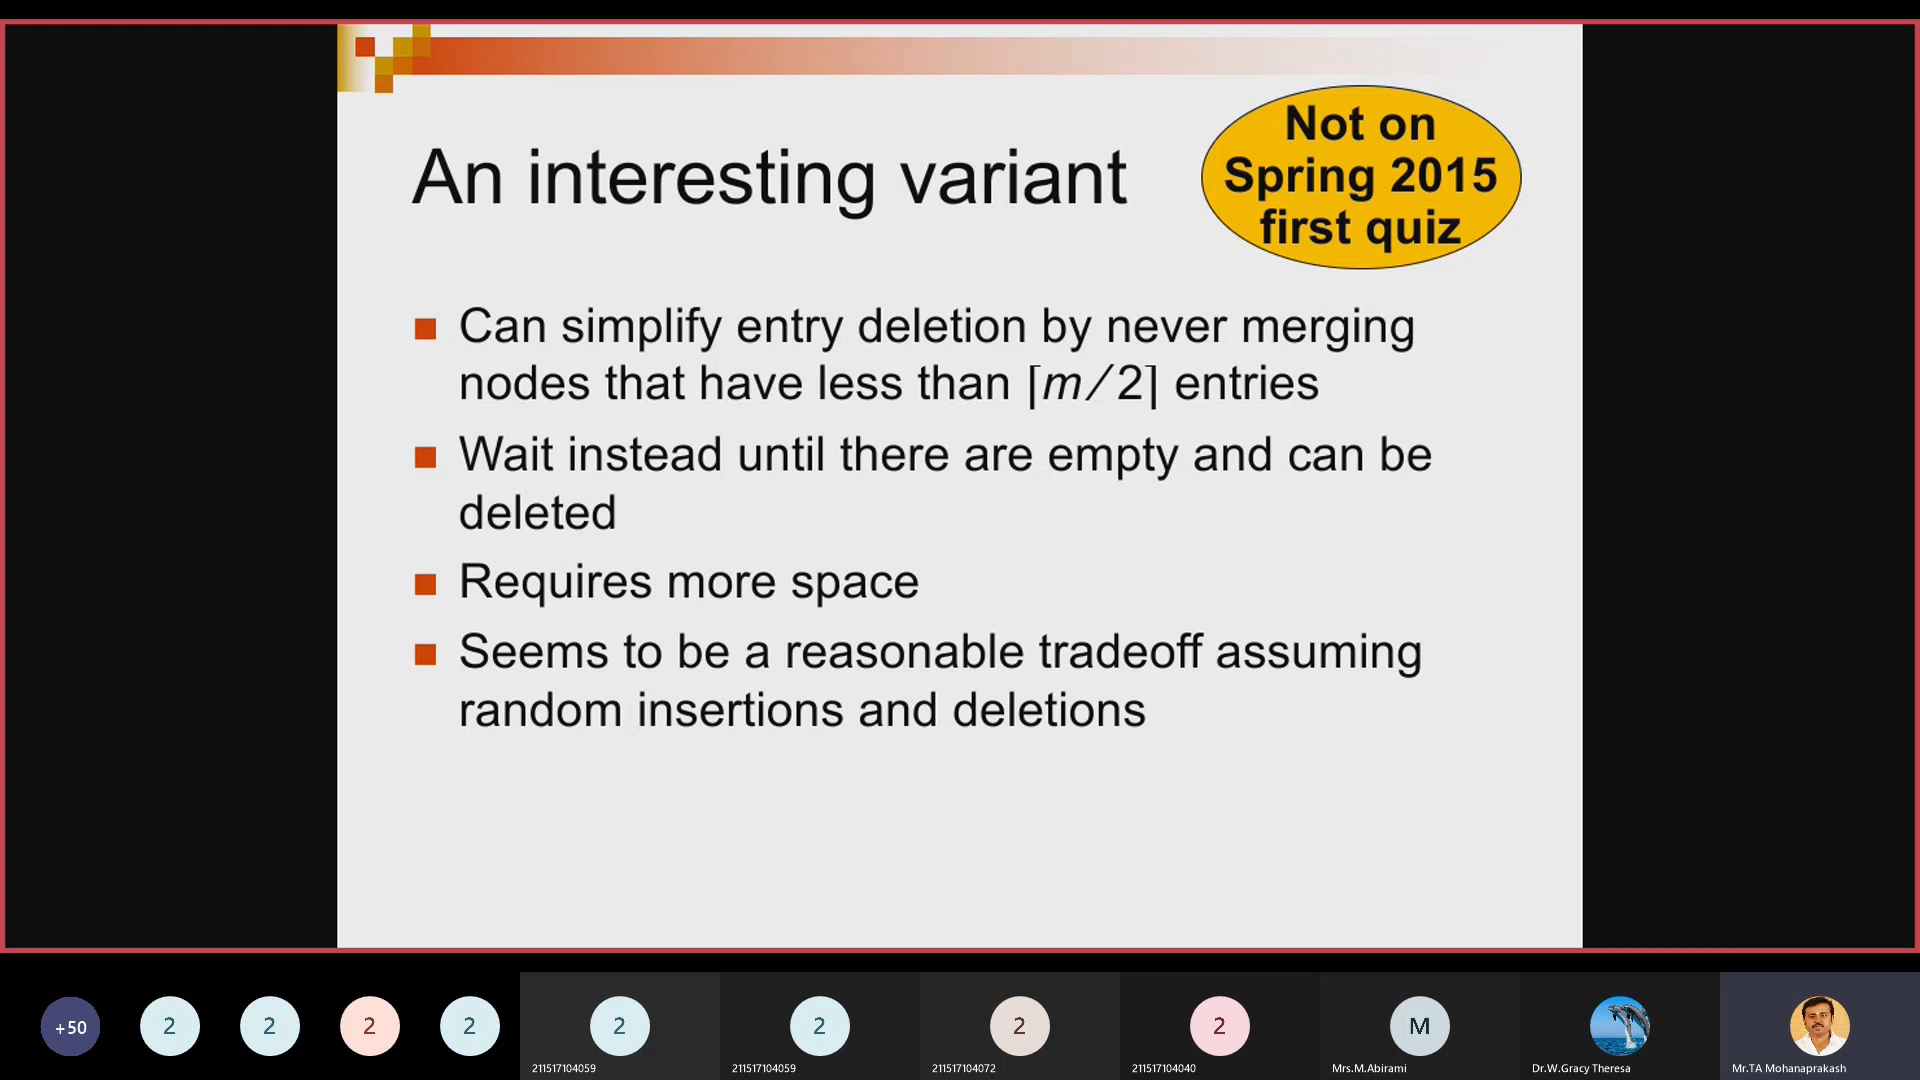 An interesting variant
Not on
Spring 2015
first quiz
Can simplify entry deletion by never merging
nodes that have less than ⌈m/2⌉ entries
Wait instead until there are empty and can be
deleted
Requires more space
Seems to be a reasonable tradeoff assuming
random insertions and deletions
+50
2
2
2
2
2
2
2
2
M
211517104059
211517104059
211517104072
211517104040
Mrs.M.Abirami
Dr.W.Gracy Theresa
Mr.TA Mohanaprakash